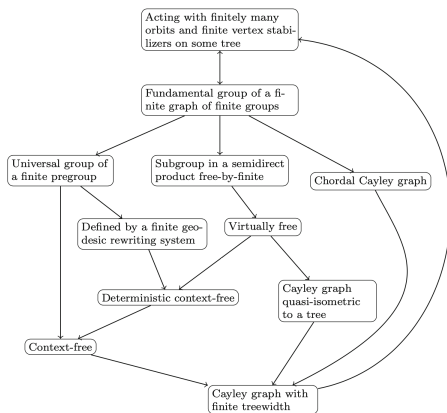 Acting with finitely many
orbits and finite vertex stabi-
lizers on some tree
Fundamental group of a fi-
nite graph of finite groups
Universal group of
a finite pregroup
Subgroup in a semidirect
product free-by-finite
Chordal Cayley graph
Defined by a finite geo-
desic rewriting system
Virtually free
Deterministic context-free
Cayley graph
quasi-isometric
to a tree
Context-free
Cayley graph with
finite treewidth